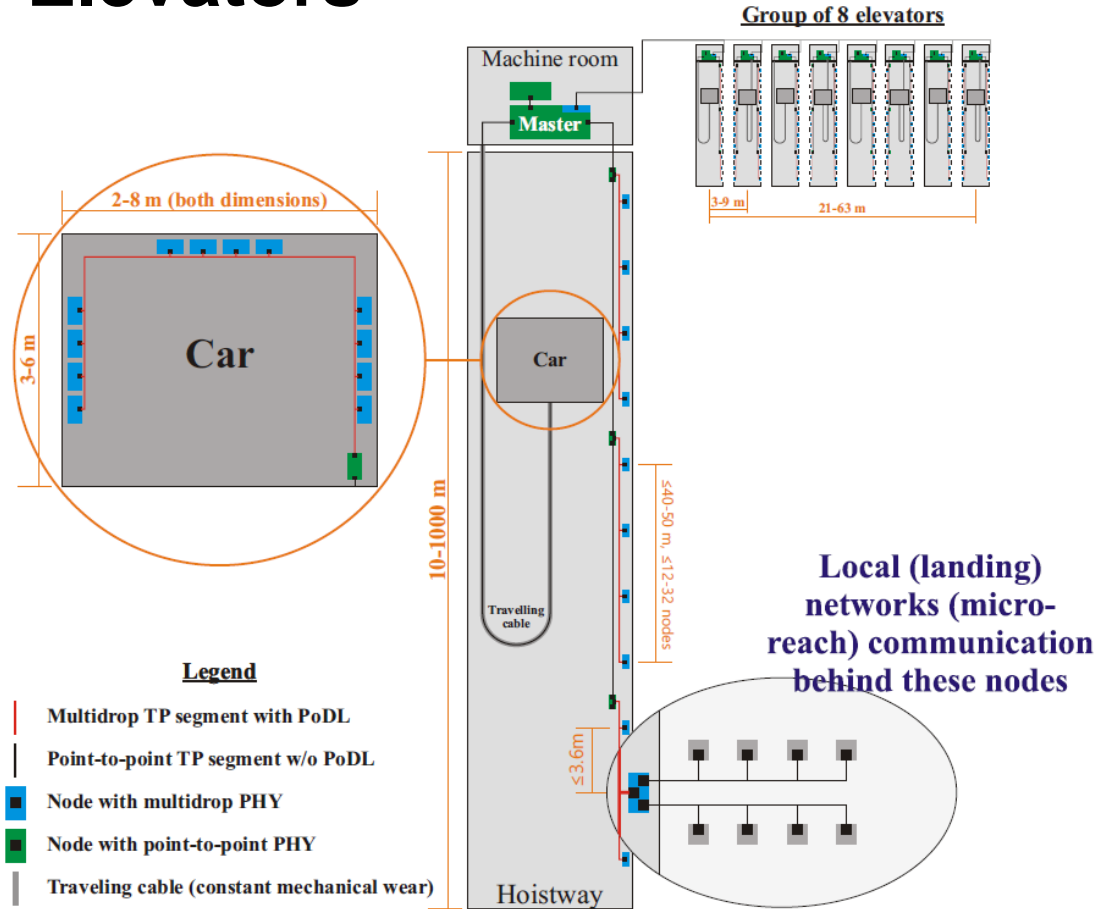 Elevators
Group of 8 elevators
Machine room
Master
3-9 m
21-63 m
2-8 m (both dimensions)
3-6 m
Car
Car
10-1000 m
≤40-50 m, ≤12-32 nodes
Travelling
cable
Local (landing)
networks (micro-
reach) communication
behind these nodes
≤3.6m
Hoistway
Legend
Multidrop TP segment with PoDL
Point-to-point TP segment w/o PoDL
Node with multidrop PHY
Node with point-to-point PHY
Traveling cable (constant mechanical wear)